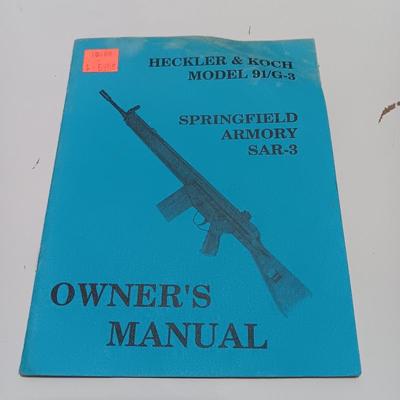 HECKLER & KOCH
MODEL 91/G-3
SPRINGFIELD
ARMORY
SAR-3
OWNER'S
MANUAL